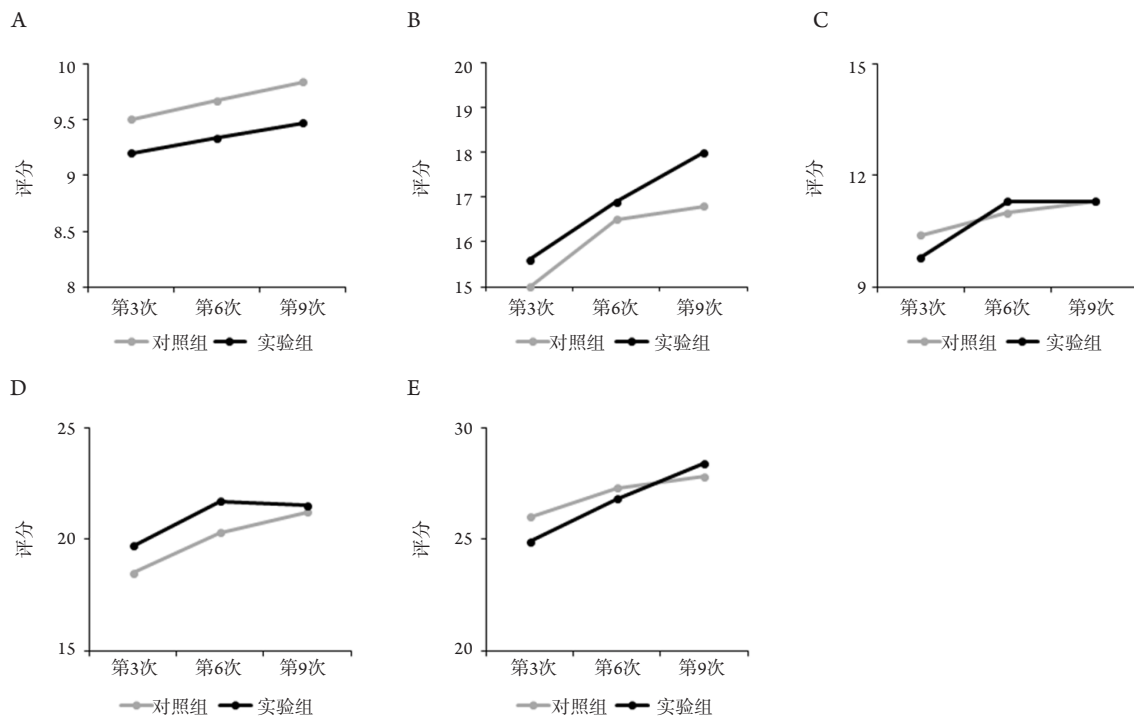 A
10
9.5
9
8.5
8
评分
第3次 第6次 第9次
对照组 实验组
B
20
19
18
17
16
15
评分
第3次 第6次 第9次
对照组 实验组
C
15
12
9
评分
第3次 第6次 第9次
对照组 实验组
D
25
20
15
评分
第3次 第6次 第9次
对照组 实验组
E
30
25
20
评分
第3次 第6次 第9次
对照组 实验组